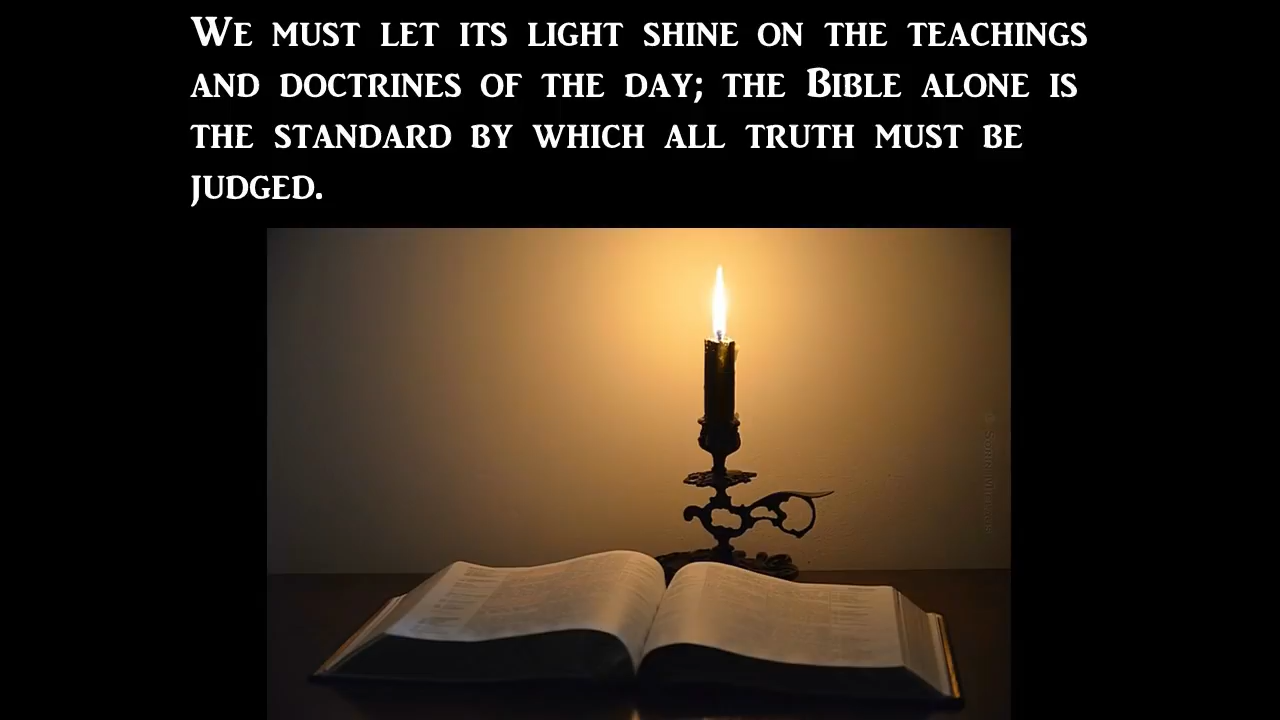 We must let its light shine on the teachings
and doctrines of the day; the Bible alone is
the standard by which all truth must be
judged.